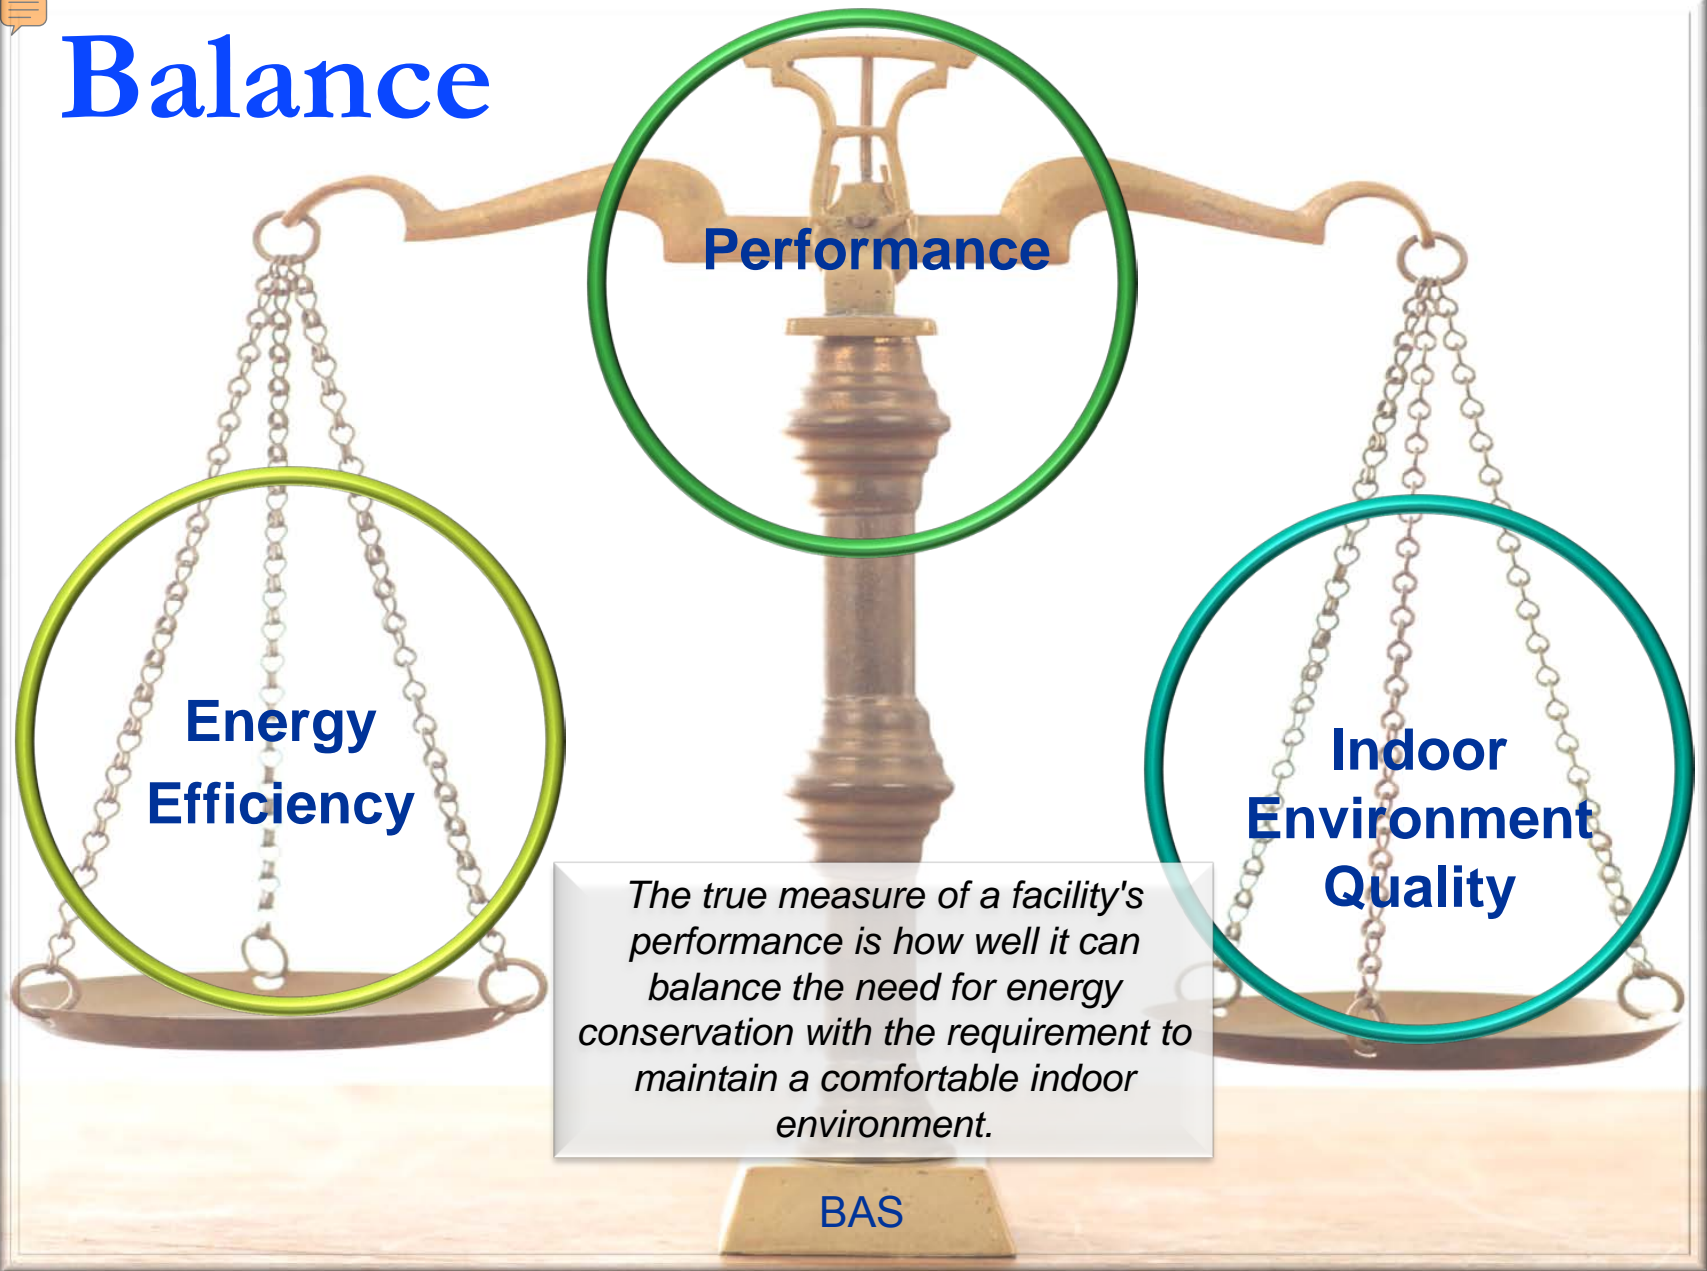 Balance
Performance
Energy
Efficiency
Indoor
Environment
Quality
The true measure of a facility's
performance is how well it can
balance the need for energy
conservation with the requirement to
maintain a comfortable indoor
environment.
BAS